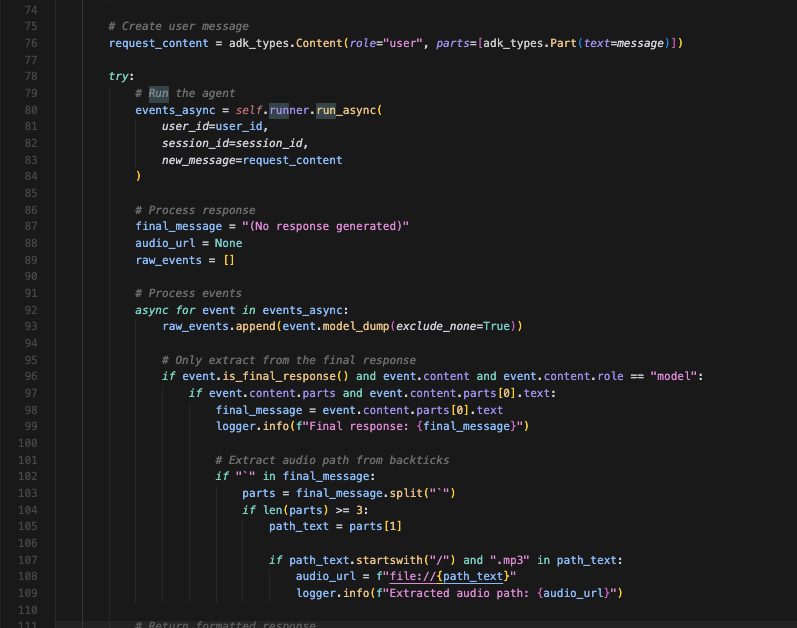 74
75 # Create user message
76 request_content = adk_types.Content(role="user", parts=[adk_types.Part(text=message)])
77
78 try:
79 # Run the agent
80 events_async = self.runner.run_async(
81 user_id=user_id,
82 session_id=session_id,
83 new_message=request_content
84 )
85
86 # Process response
87 final_message = "(No response generated)"
88 audio_url = None
89 raw_events = []
90
91 # Process events
92 async for event in events_async:
93 raw_events.append(event.model_dump(exclude_none=True))
94
95 # Only extract from the final response
96 if event.is_final_response() and event.content and event.content.role == "model":
97 if event.content.parts and event.content.parts[0].text:
98 final_message = event.content.parts[0].text
99 logger.info(f"Final response: {final_message}")
100
101 # Extract audio path from backticks
102 if "`" in final_message:
103 parts = final_message.split("`")
104 if len(parts) >= 3:
105 path_text = parts[1]
106
107 if path_text.startswith("/") and ".mp3" in path_text:
108 audio_url = f"file://{path_text}"
109 logger.info(f"Extracted audio path: {audio_url}")
110
111 # Return formatted response